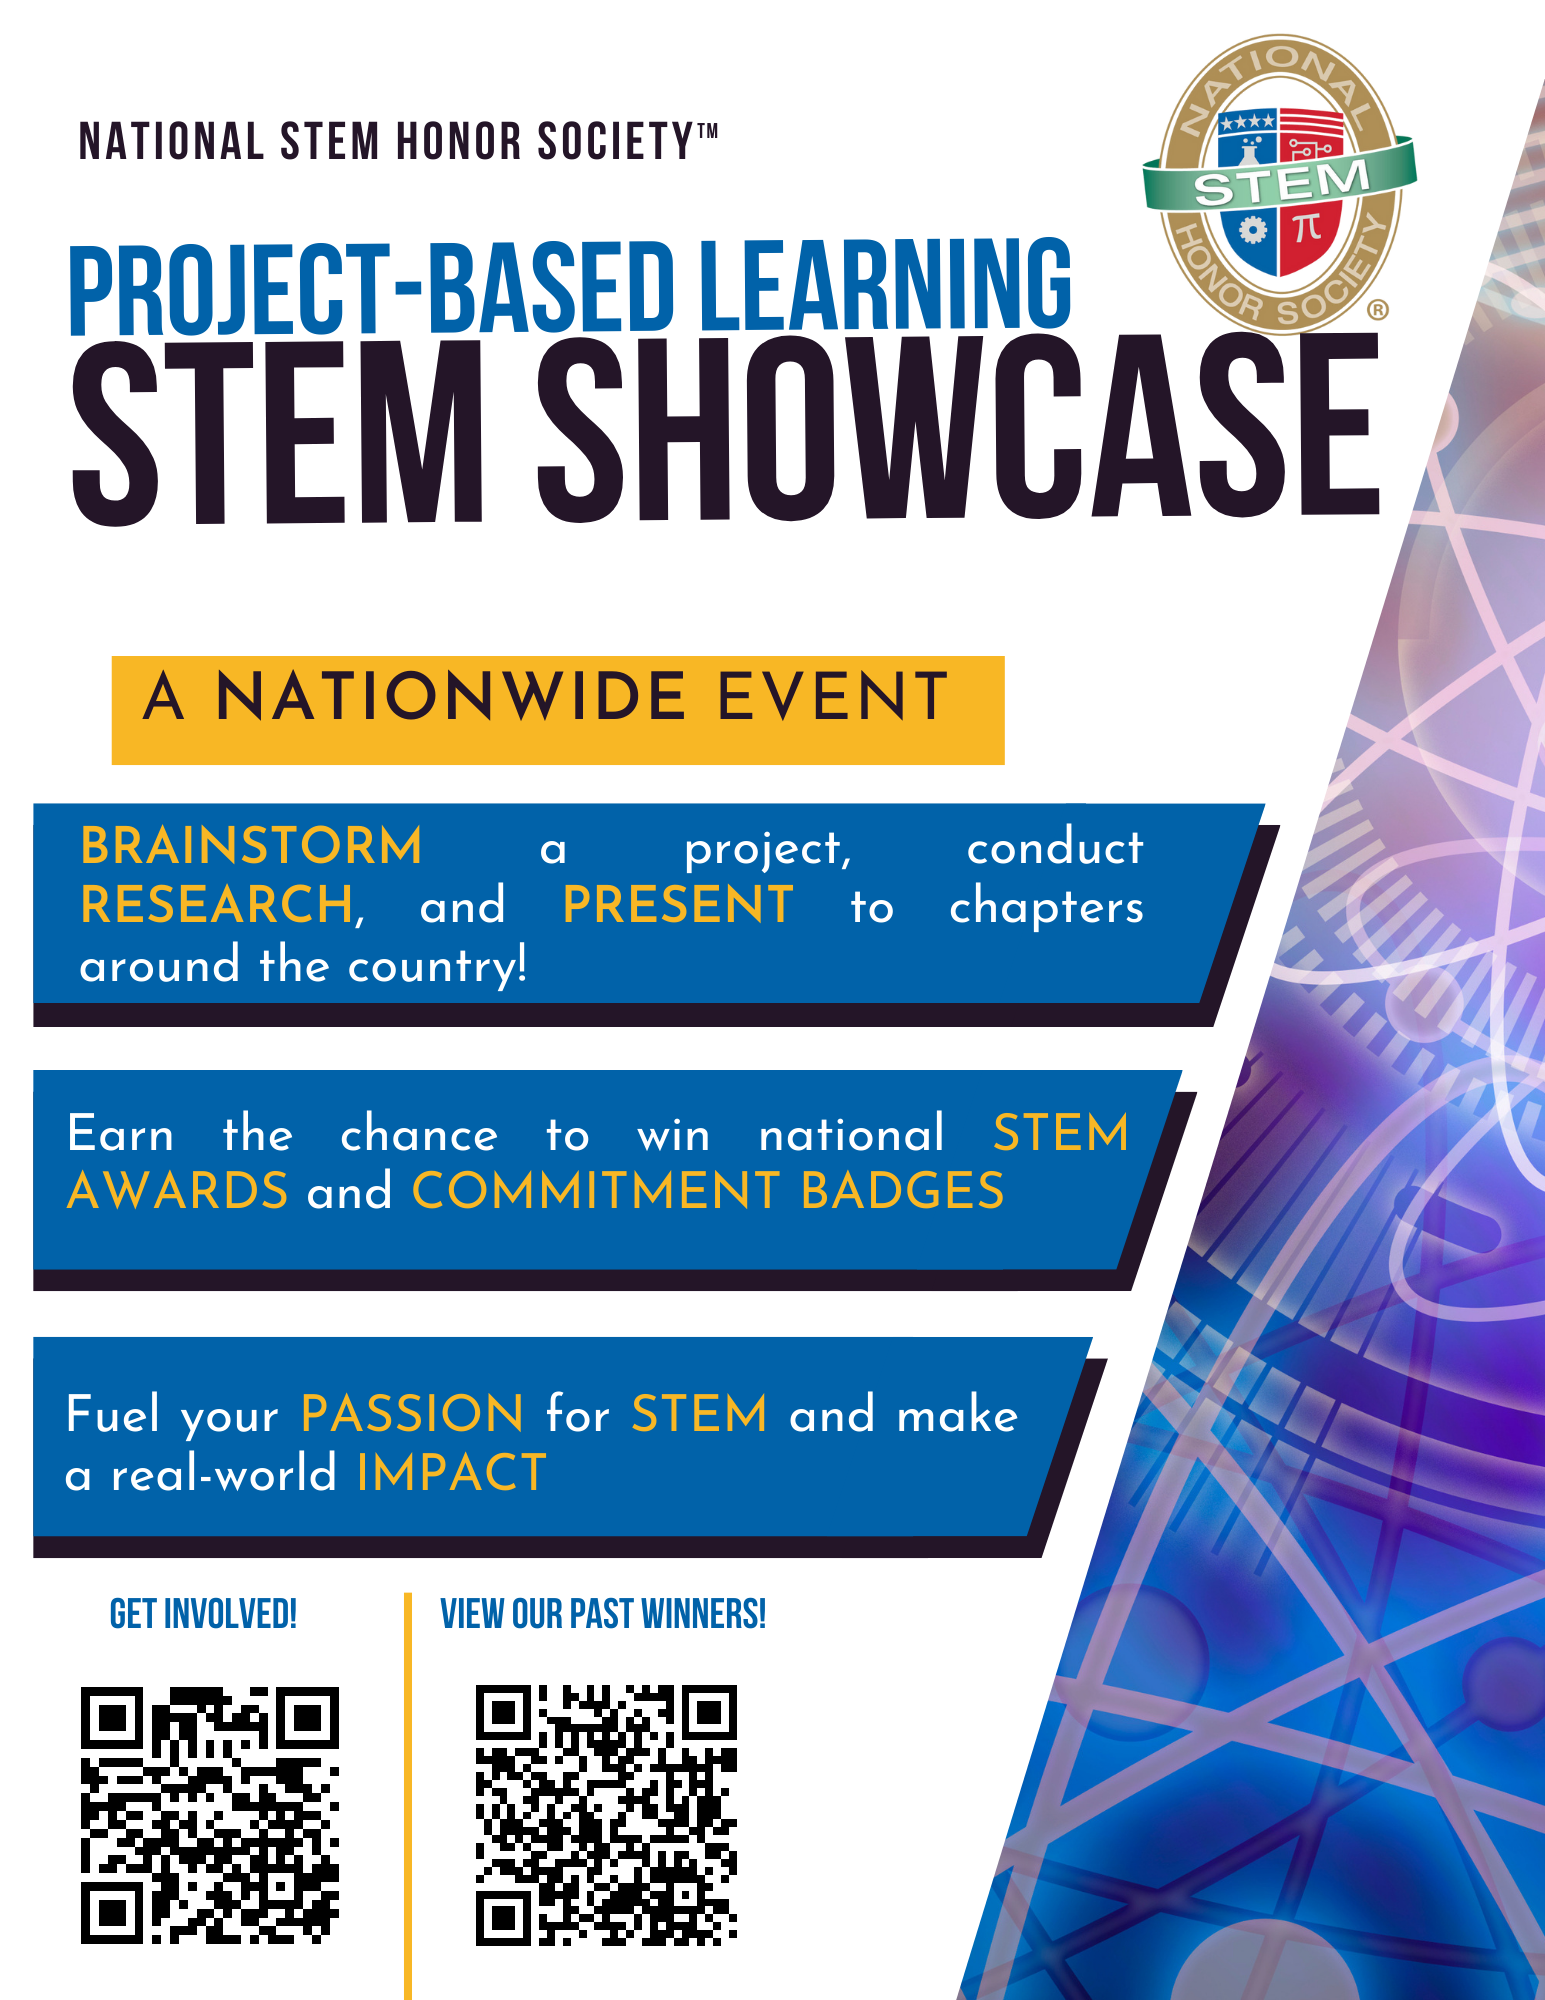 NATIONAL STEM HONOR SOCIETY™
NATIONAL
STEM
π
HONOR SOCIETY
®
PROJECT-BASED LEARNING
STEM SHOWCASE
A NATIONWIDE EVENT
BRAINSTORM a project, conduct
RESEARCH, and PRESENT to chapters
around the country!
Earn the chance to win national STEM
AWARDS and COMMITMENT BADGES
Fuel your PASSION for STEM and make
a real-world IMPACT
GET INVOLVED!
VIEW OUR PAST WINNERS!